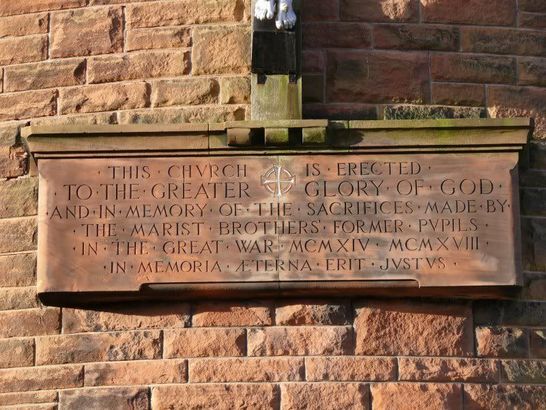 THIS · CHVRCH · IS · ERECTED ·
· TO · THE · GREATER · GLORY · OF · GOD ·
· AND · IN · MEMORY · OF · THE · SACRIFICES · MADE · BY ·
THE · MARIST · BROTHERS' FORMER · PVPILS ·
· IN · THE · GREAT · WAR · MCMXIV · MCMXVIII ·
· IN · MEMORIA · ÆTERNA · ERIT · JVSTVS ·